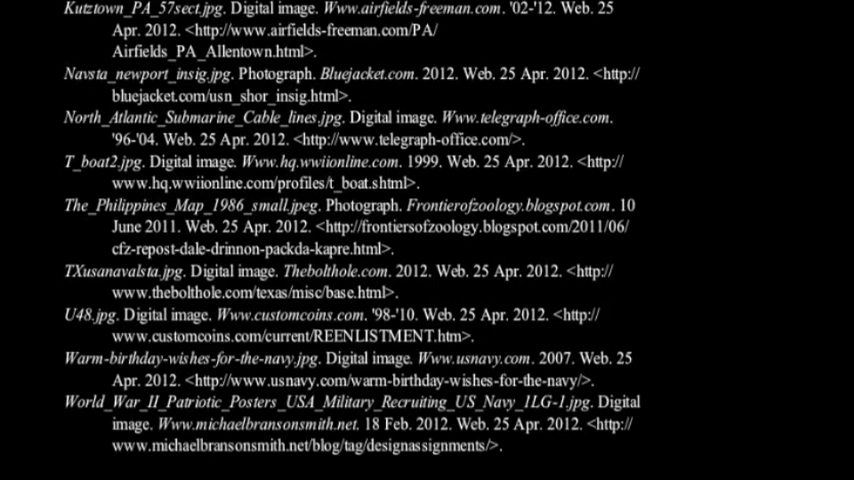 Kutztown_PA_57sect.jpg. Digital image. Www.airfields-freeman.com. '02-'12. Web. 25
Apr. 2012. <http://www.airfields-freeman.com/PA/
Airfields_PA_Allentown.html>.
Navsta_newport_insig.jpg. Photograph. Bluejacket.com. 2012. Web. 25 Apr. 2012. <http://
bluejacket.com/usn_shor_insig.html>.
North_Atlantic_Submarine_Cable_lines.jpg. Digital image. Www.telegraph-office.com.
'96-'04. Web. 25 Apr. 2012. <http://www.telegraph-office.com/>.
T_boat2.jpg. Digital image. Www.hq.wwiionline.com. 1999. Web. 25 Apr. 2012. <http://
www.hq.wwiionline.com/profiles/t_boat.shtml>.
The_Philippines_Map_1986_small.jpeg. Photograph. Frontierofzoology.blogspot.com. 10
June 2011. Web. 25 Apr. 2012. <http://frontiersofzoology.blogspot.com/2011/06/
cfz-repost-dale-drinnon-packda-kapre.html>.
TXusanavalsta.jpg. Digital image. Thebolthole.com. 2012. Web. 25 Apr. 2012. <http://
www.thebolthole.com/texas/misc/base.html>.
U48.jpg. Digital image. Www.customcoins.com. '98-'10. Web. 25 Apr. 2012. <http://
www.customcoins.com/current/REENLISTMENT.htm>.
Warm-birthday-wishes-for-the-navy.jpg. Digital image. Www.usnavy.com. 2007. Web. 25
Apr. 2012. <http://www.usnavy.com/warm-birthday-wishes-for-the-navy/>.
World_War_II_Patriotic_Posters_USA_Military_Recruiting_US_Navy_1LG-1.jpg. Digital
image. Www.michaelbransonsmith.net. 18 Feb. 2012. Web. 25 Apr. 2012. <http://
www.michaelbransonsmith.net/blog/tag/designassignments/>.